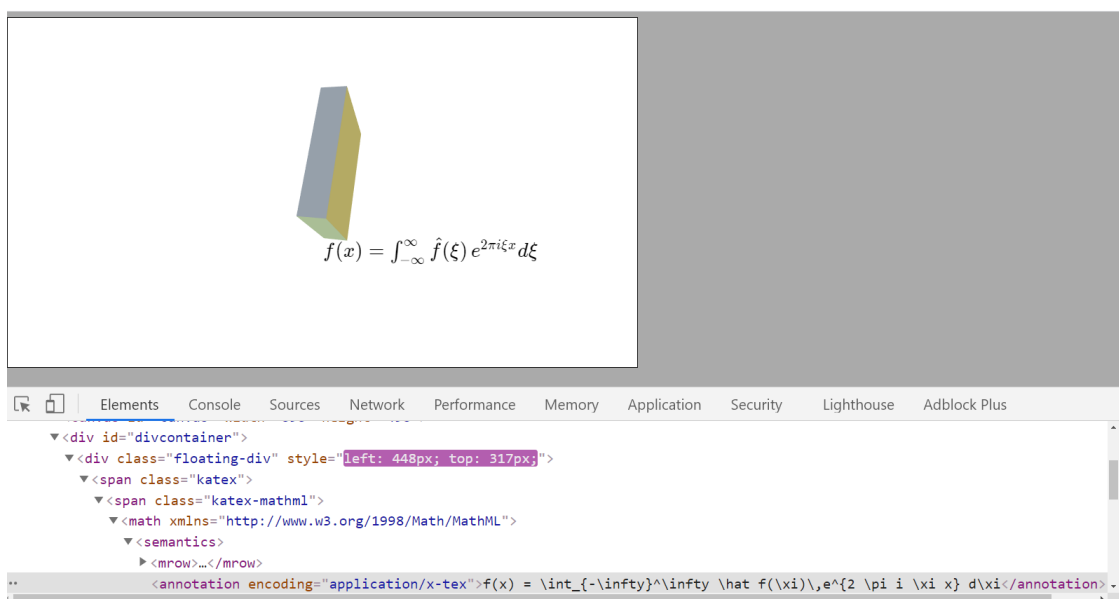 f(x) = ∫_{-∞}^{∞} f̂(ξ) e^{2πiξx} dξ
Elements Console Sources Network Performance Memory Application Security Lighthouse Adblock Plus
▼<div id="divcontainer">
▼<div class="floating-div" style="left: 448px; top: 317px;">
▼<span class="katex">
▼<span class="katex-mathml">
▼<math xmlns="http://www.w3.org/1998/Math/MathML">
▼<semantics>
▶<mrow>…</mrow>
<annotation encoding="application/x-tex">f(x) = \int_{-\infty}^\infty \hat f(\xi)\,e^{2 \pi i \xi x} d\xi</annotation>